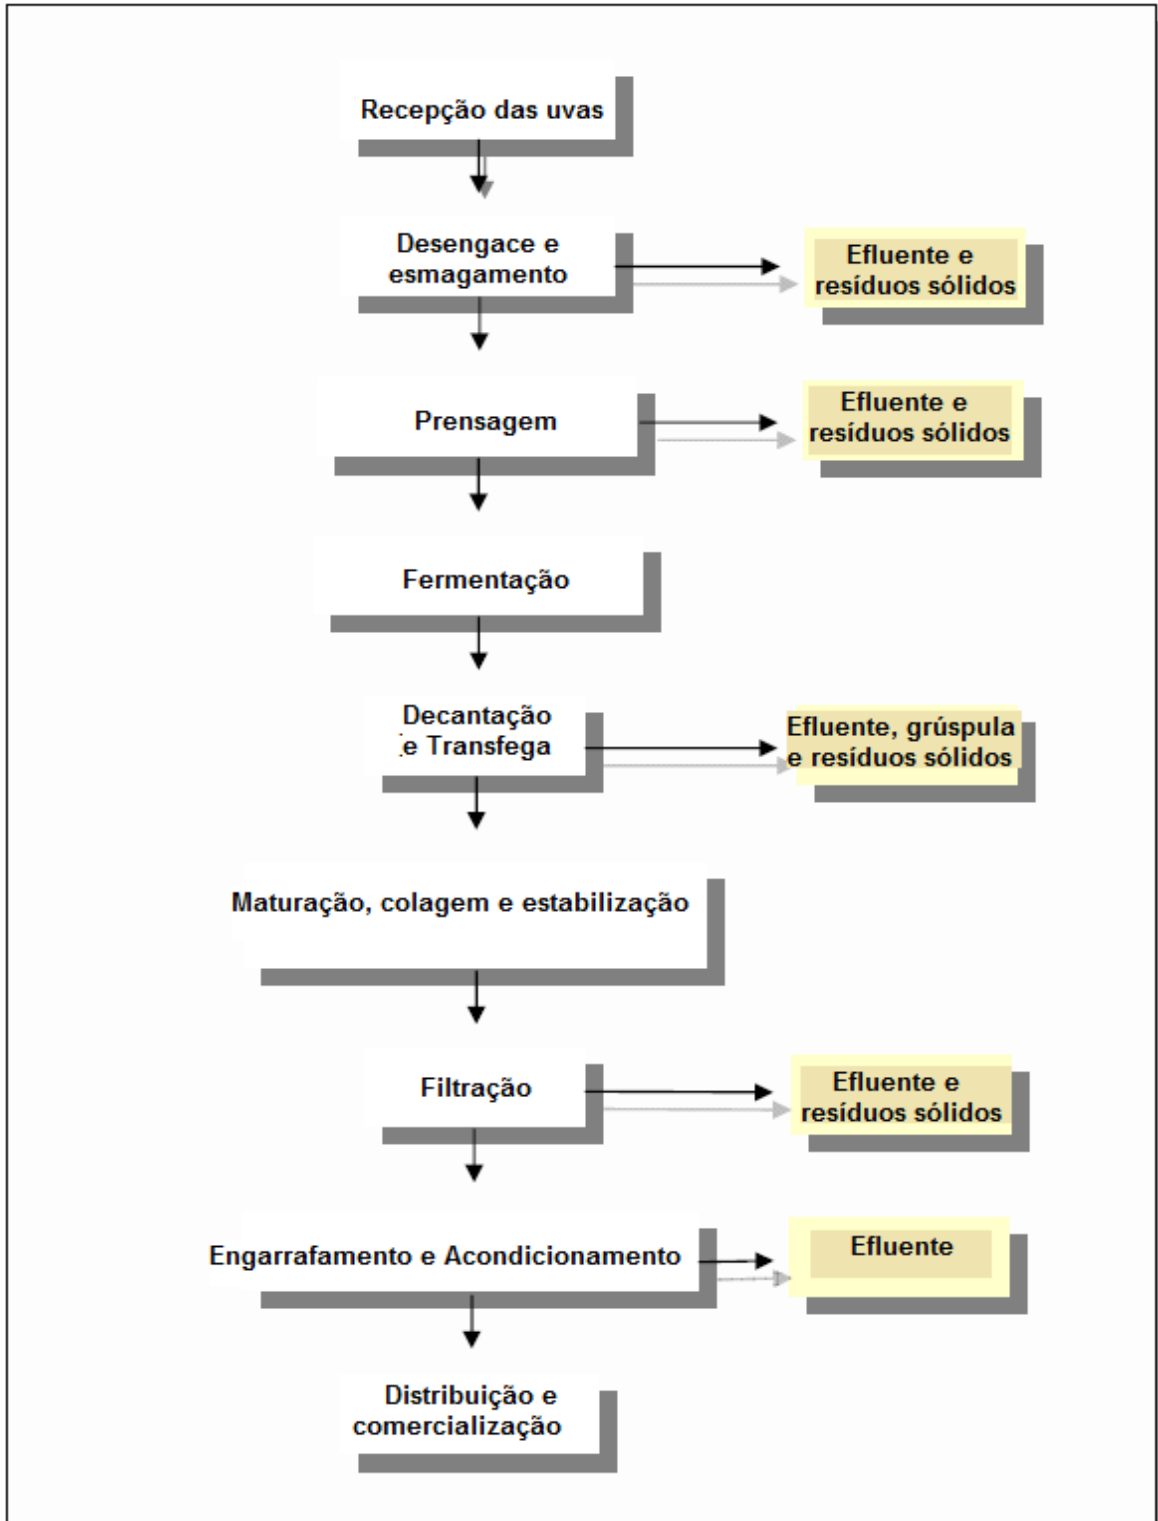 Recepção das uvas
Desengace e
esmagamento
Efluente e
resíduos sólidos
Prensagem
Efluente e
resíduos sólidos
Fermentação
Decantação
e Transfega
Efluente, grúspula
e resíduos sólidos
Maturação, colagem e estabilização
Filtração
Efluente e
resíduos sólidos
Engarrafamento e Acondicionamento
Efluente
Distribuição e
comercialização